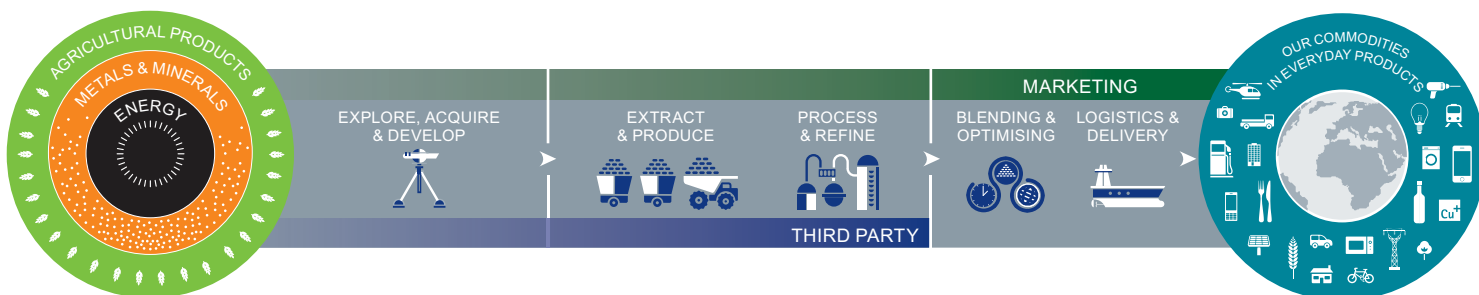 AGRICULTURAL PRODUCTS
METALS & MINERALS
ENERGY
EXPLORE, ACQUIRE
& DEVELOP
EXTRACT
& PRODUCE
PROCESS
& REFINE
THIRD PARTY
MARKETING
BLENDING &
OPTIMISING
LOGISTICS &
DELIVERY
OUR COMMODITIES
IN EVERYDAY PRODUCTS
Cu+